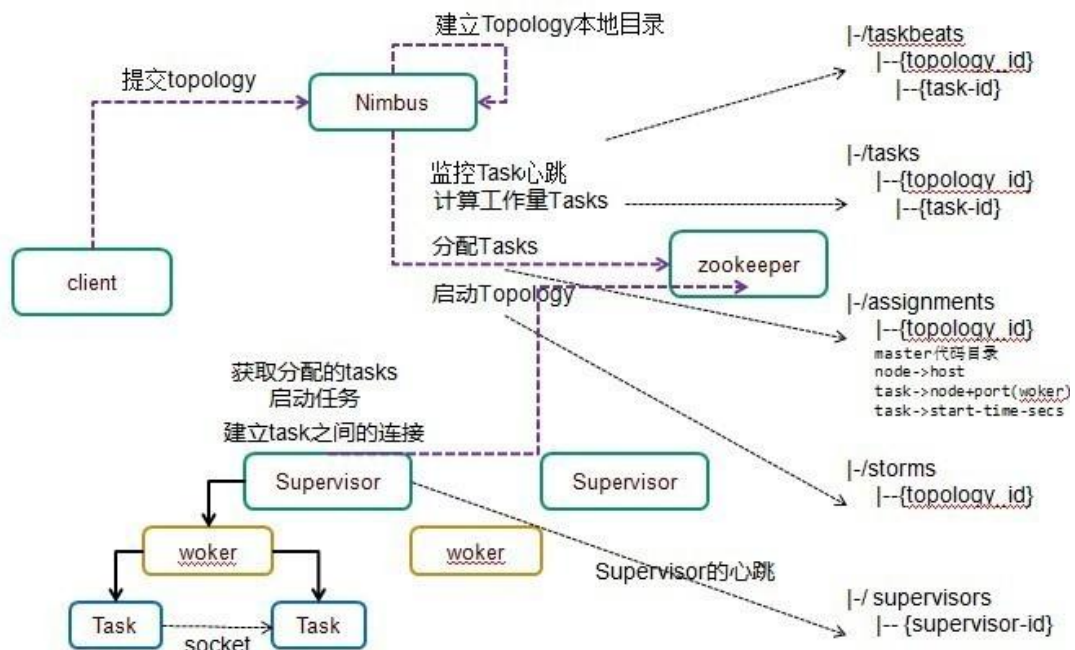 建立Topology本地目录
提交topology
Nimbus
监控Task心跳
计算工作量Tasks
分配Tasks
启动Topology
client
zookeeper
获取分配的tasks
启动任务
建立task之间的连接
Supervisor
Supervisor
woker
woker
Task
Task
socket
Supervisor的心跳
|-/taskbeats
|--{topology_id}
|--{task-id}
|-/tasks
|--{topology_id}
|--{task-id}
|-/assignments
|--{topology_id}
master代码目录
node->host
task->node+port(woker)
task->start-time-secs
|-/storms
|--{topology_id}
|-/ supervisors
|-- {supervisor-id}